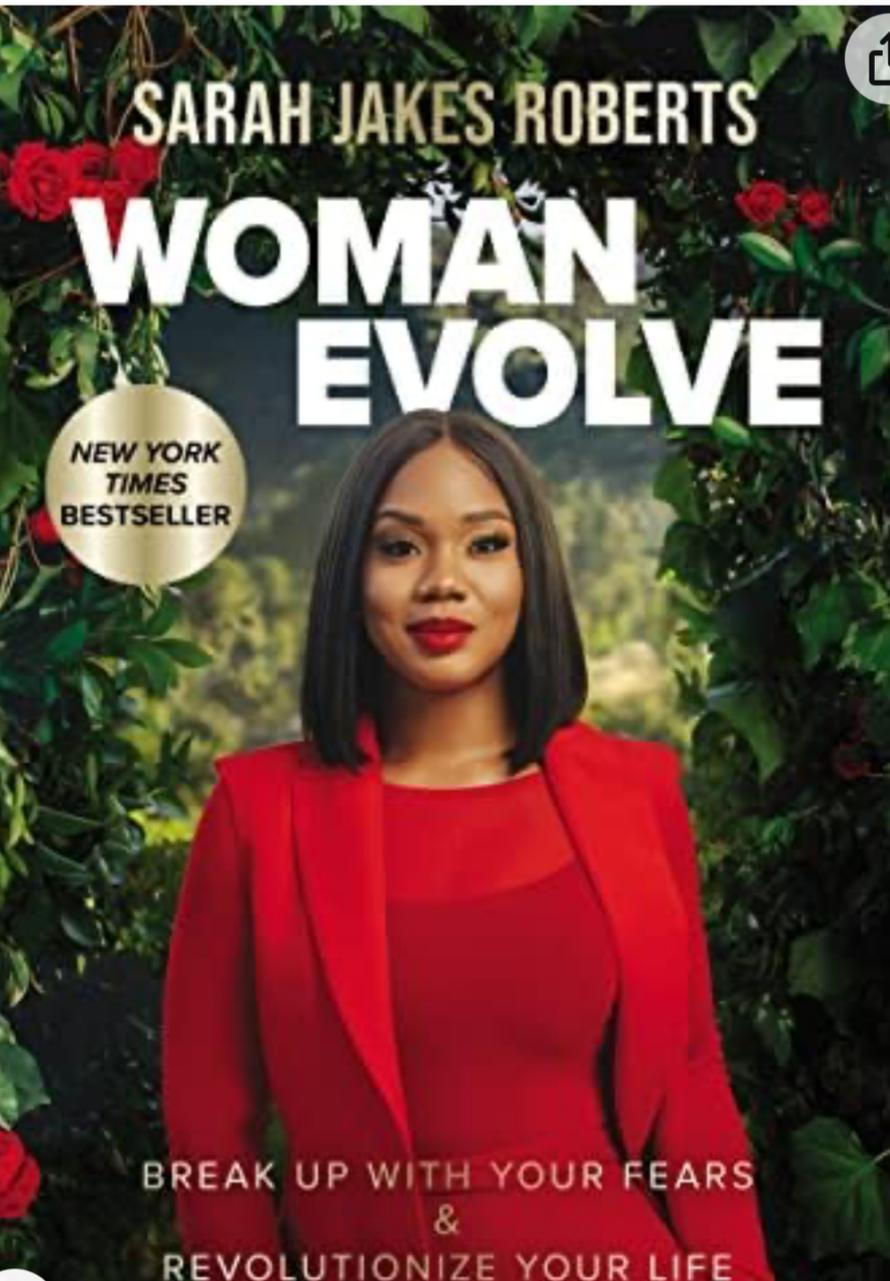 SARAH JAKES ROBERTS
WOMAN
EVOLVE
NEW YORK
TIMES
BESTSELLER
BREAK UP WITH YOUR FEARS
&
REVOLUTIONIZE YOUR LIFE